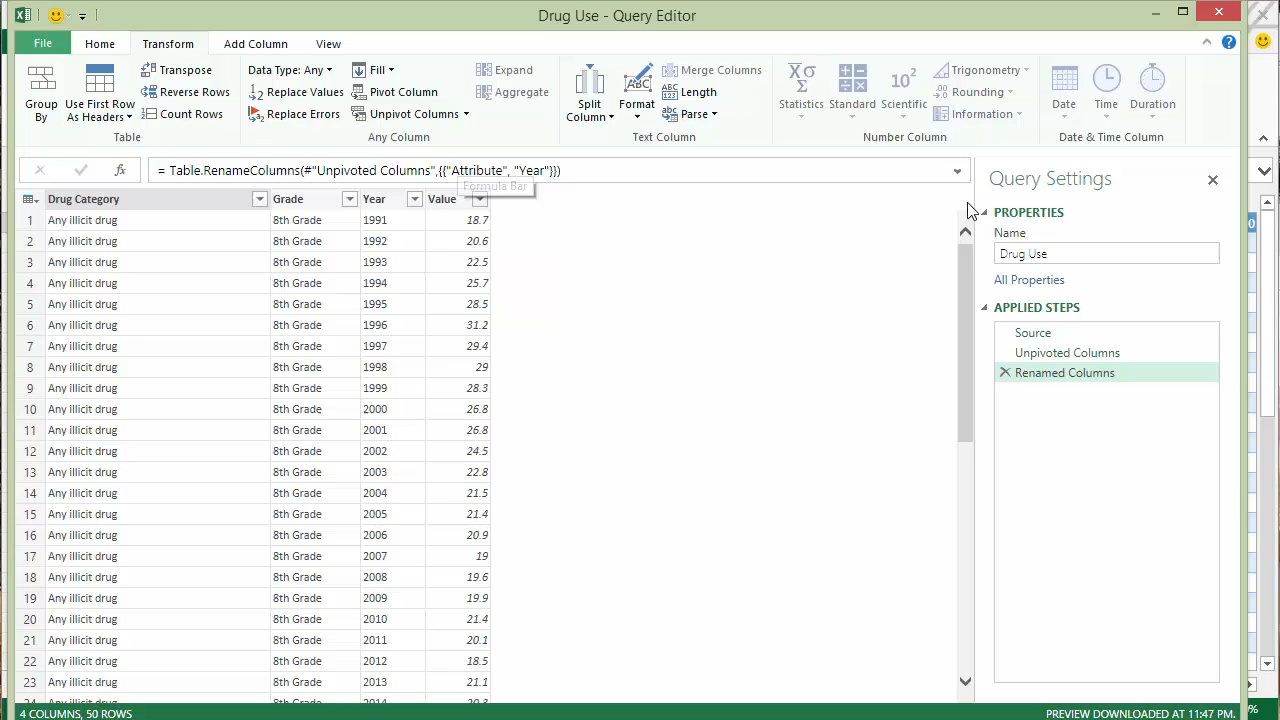 Drug Use - Query Editor
File Home Transform Add Column View
Group By
Use First Row As Headers
Transpose
Reverse Rows
Count Rows
Table
Data Type: Any
Replace Values
Replace Errors
Fill
Pivot Column
Unpivot Columns
Expand
Aggregate
Any Column
Split Column
Format
Merge Columns
Length
Parse
Text Column
Statistics
Standard
Scientific
Trigonometry
Rounding
Information
Number Column
Date
Time
Duration
Date & Time Column
= Table.RenameColumns(#"Unpivoted Columns",{{"Attribute", "Year"}})
Formula Bar
Drug Category Grade Year Value
1 Any illicit drug 8th Grade 1991 18.7
2 Any illicit drug 8th Grade 1992 20.6
3 Any illicit drug 8th Grade 1993 22.5
4 Any illicit drug 8th Grade 1994 25.7
5 Any illicit drug 8th Grade 1995 28.5
6 Any illicit drug 8th Grade 1996 31.2
7 Any illicit drug 8th Grade 1997 29.4
8 Any illicit drug 8th Grade 1998 29
9 Any illicit drug 8th Grade 1999 28.3
10 Any illicit drug 8th Grade 2000 26.8
11 Any illicit drug 8th Grade 2001 26.8
12 Any illicit drug 8th Grade 2002 24.5
13 Any illicit drug 8th Grade 2003 22.8
14 Any illicit drug 8th Grade 2004 21.5
15 Any illicit drug 8th Grade 2005 21.4
16 Any illicit drug 8th Grade 2006 20.9
17 Any illicit drug 8th Grade 2007 19
18 Any illicit drug 8th Grade 2008 19.6
19 Any illicit drug 8th Grade 2009 19.9
20 Any illicit drug 8th Grade 2010 21.4
21 Any illicit drug 8th Grade 2011 20.1
22 Any illicit drug 8th Grade 2012 18.5
23 Any illicit drug 8th Grade 2013 21.1
Query Settings
PROPERTIES
Name
Drug Use
All Properties
APPLIED STEPS
Source
Unpivoted Columns
Renamed Columns
4 COLUMNS, 50 ROWS
PREVIEW DOWNLOADED AT 11:47 PM.